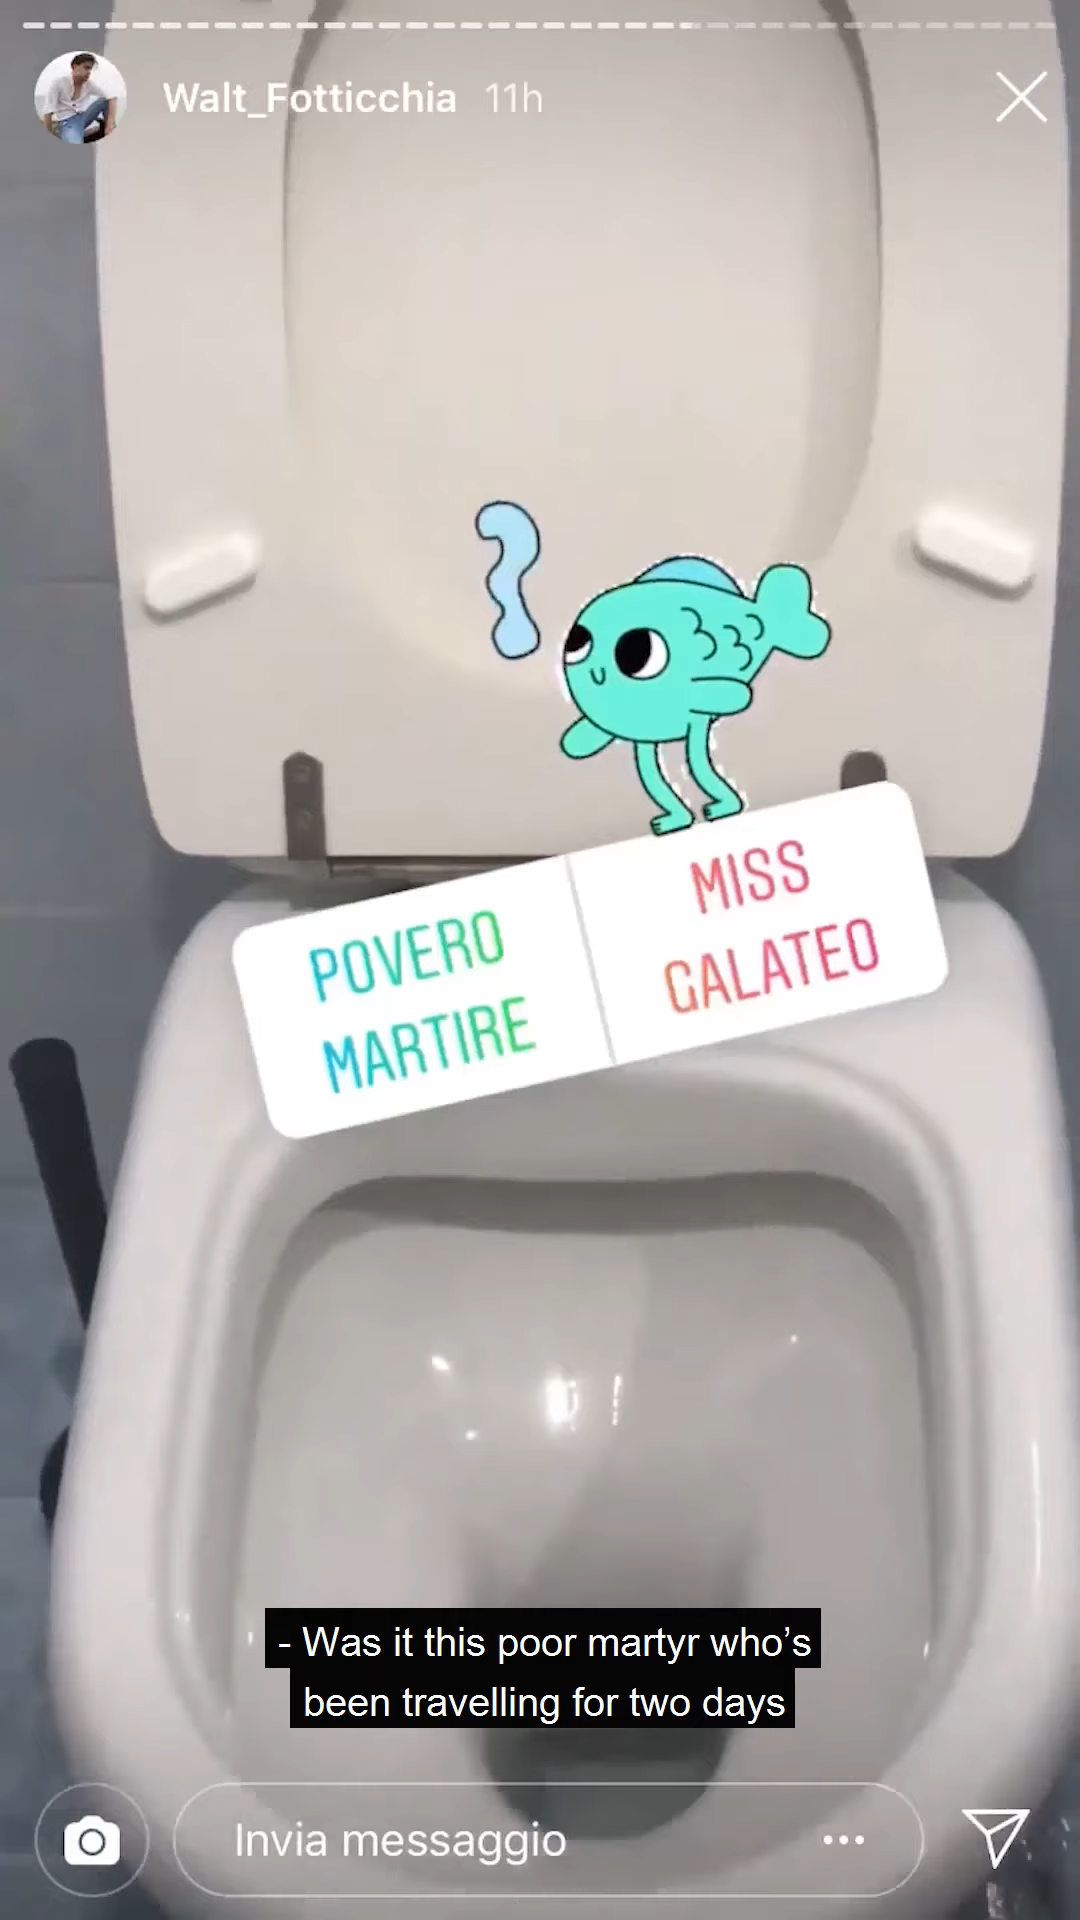 Walt_Fotticchia 11h
POVERO
MARTIRE
MISS
GALATEO
- Was it this poor martyr who’s
been travelling for two days
Invia messaggio